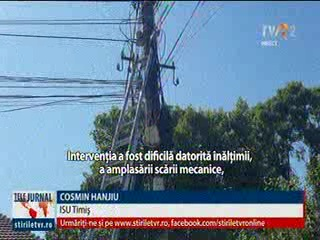 TVR2
DIRECT
Intervenția a fost dificilă datorită înălțimii,
a amplasării scării mecanice,
TELEJURNAL
COSMIN HANJIU
ISU Timiș
stiriletvr.ro
Urmăriți-ne și pe www.stiriletvr.ro, facebook.com/stiriletvronline